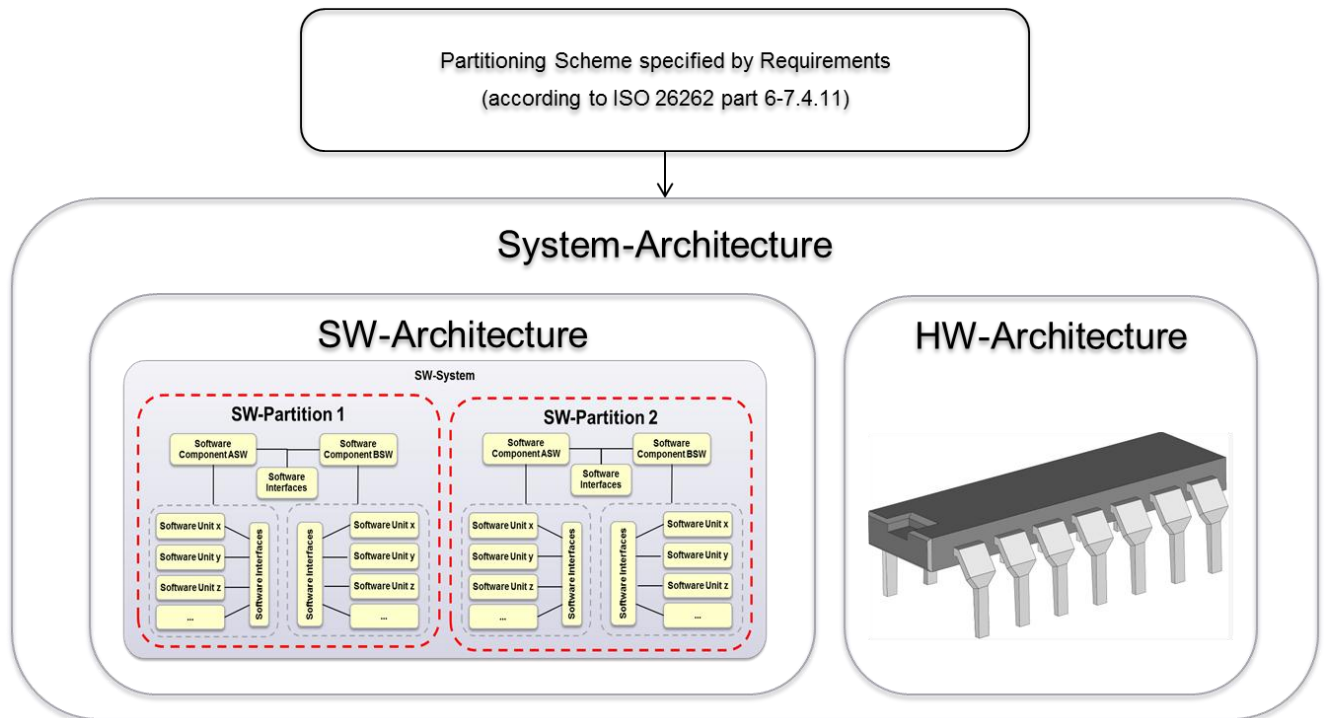 Partitioning Scheme specified by Requirements
(according to ISO 26262 part 6-7.4.11)
System-Architecture
SW-Architecture
SW-System
SW-Partition 1
Software
Component ASW
Software
Component BSW
Software
Interfaces
Software Unit x
Software Unit y
Software Unit z
...
Software Interfaces
Software Interfaces
Software Unit x
Software Unit y
Software Unit z
...
SW-Partition 2
Software
Component ASW
Software
Component BSW
Software
Interfaces
Software Unit x
Software Unit y
Software Unit z
...
Software Interfaces
Software Interfaces
Software Unit x
Software Unit y
Software Unit z
...
HW-Architecture